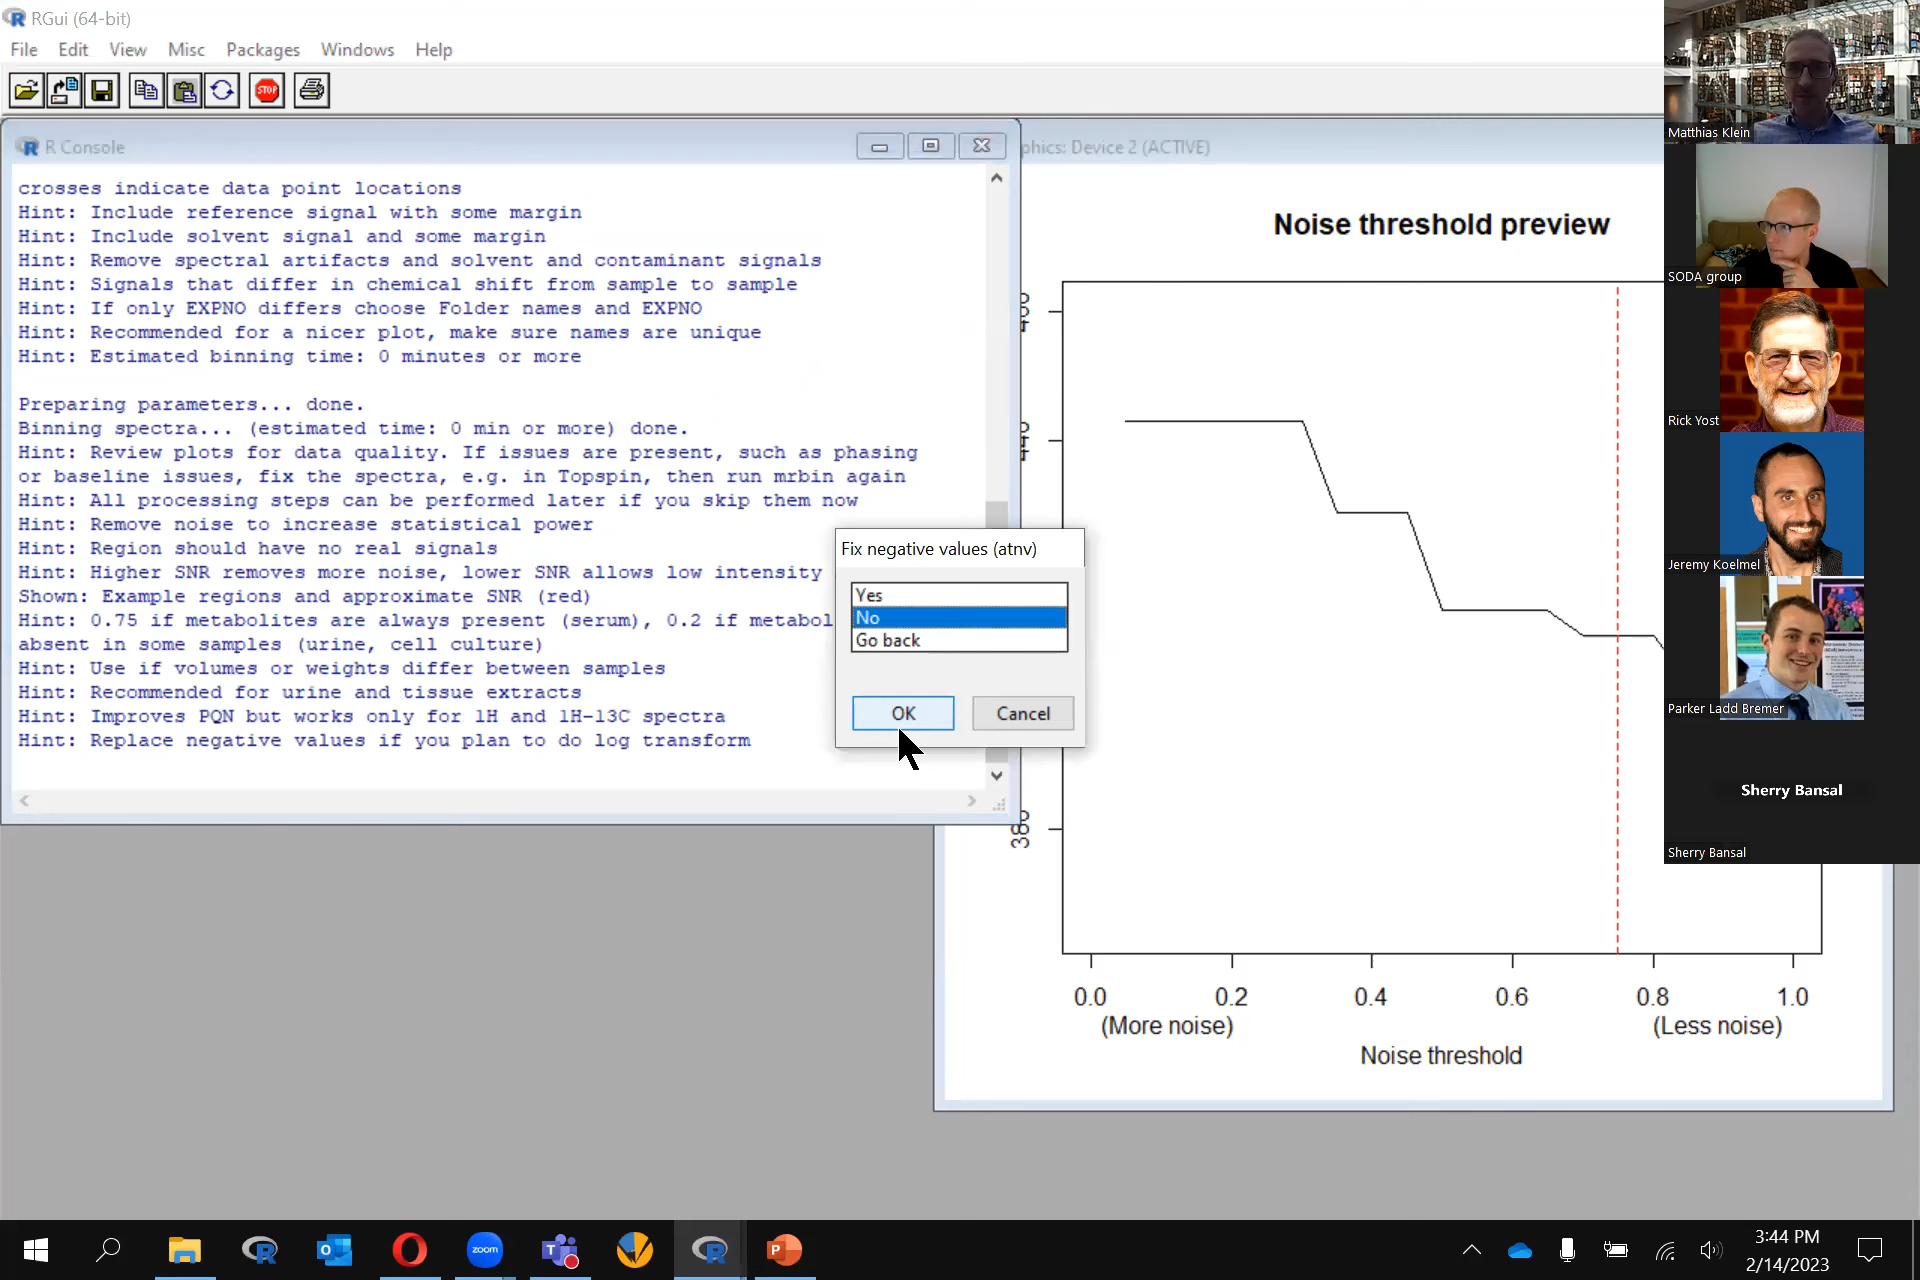 RGui (64-bit)
File Edit View Misc Packages Windows Help
STOP
R Console
crosses indicate data point locations
Hint: Include reference signal with some margin
Hint: Include solvent signal and some margin
Hint: Remove spectral artifacts and solvent and contaminant signals
Hint: Signals that differ in chemical shift from sample to sample
Hint: If only EXPNO differs choose Folder names and EXPNO
Hint: Recommended for a nicer plot, make sure names are unique
Hint: Estimated binning time: 0 minutes or more
Preparing parameters... done.
Binning spectra... (estimated time: 0 min or more) done.
Hint: Review plots for data quality. If issues are present, such as phasing
or baseline issues, fix the spectra, e.g. in Topspin, then run mrbin again
Hint: All processing steps can be performed later if you skip them now
Hint: Remove noise to increase statistical power
Hint: Region should have no real signals
Hint: Higher SNR removes more noise, lower SNR allows low intensity
Shown: Example regions and approximate SNR (red)
Hint: 0.75 if metabolites are always present (serum), 0.2 if metabol
absent in some samples (urine, cell culture)
Hint: Use if volumes or weights differ between samples
Hint: Recommended for urine and tissue extracts
Hint: Improves PQN but works only for 1H and 1H-13C spectra
Hint: Replace negative values if you plan to do log transform
Fix negative values (atnv)
Yes
No
Go back
OK Cancel
phics: Device 2 (ACTIVE)
Noise threshold preview
0.0 0.2 0.4 0.6 0.8 1.0
(More noise) (Less noise)
Noise threshold
Matthias Klein
SODA group
Rick Yost
Jeremy Koelmel
Parker Ladd Bremer
Sherry Bansal
Sherry Bansal
zoom
3:44 PM
2/14/2023